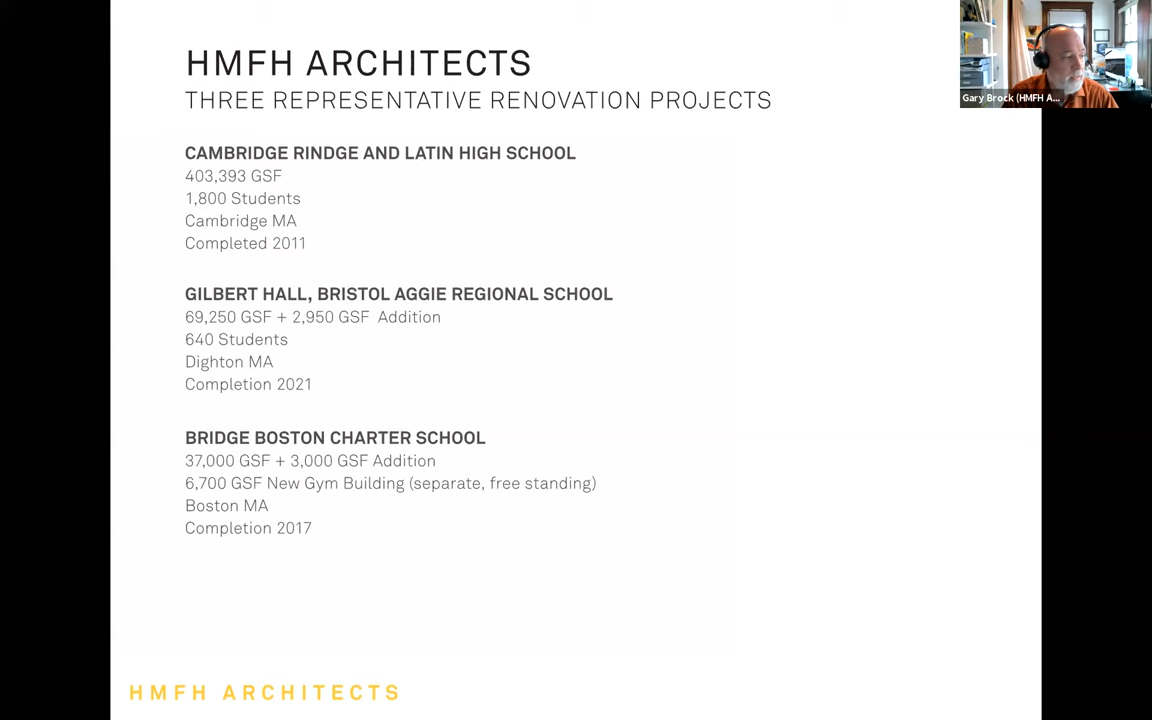 HMFH ARCHITECTS
THREE REPRESENTATIVE RENOVATION PROJECTS
CAMBRIDGE RINDGE AND LATIN HIGH SCHOOL
403,393 GSF
1,800 Students
Cambridge MA
Completed 2011
GILBERT HALL, BRISTOL AGGIE REGIONAL SCHOOL
69,250 GSF + 2,950 GSF Addition
640 Students
Dighton MA
Completion 2021
BRIDGE BOSTON CHARTER SCHOOL
37,000 GSF + 3,000 GSF Addition
6,700 GSF New Gym Building (separate, free standing)
Boston MA
Completion 2017
HMFH ARCHITECTS
Gary Brock (HMFH A...